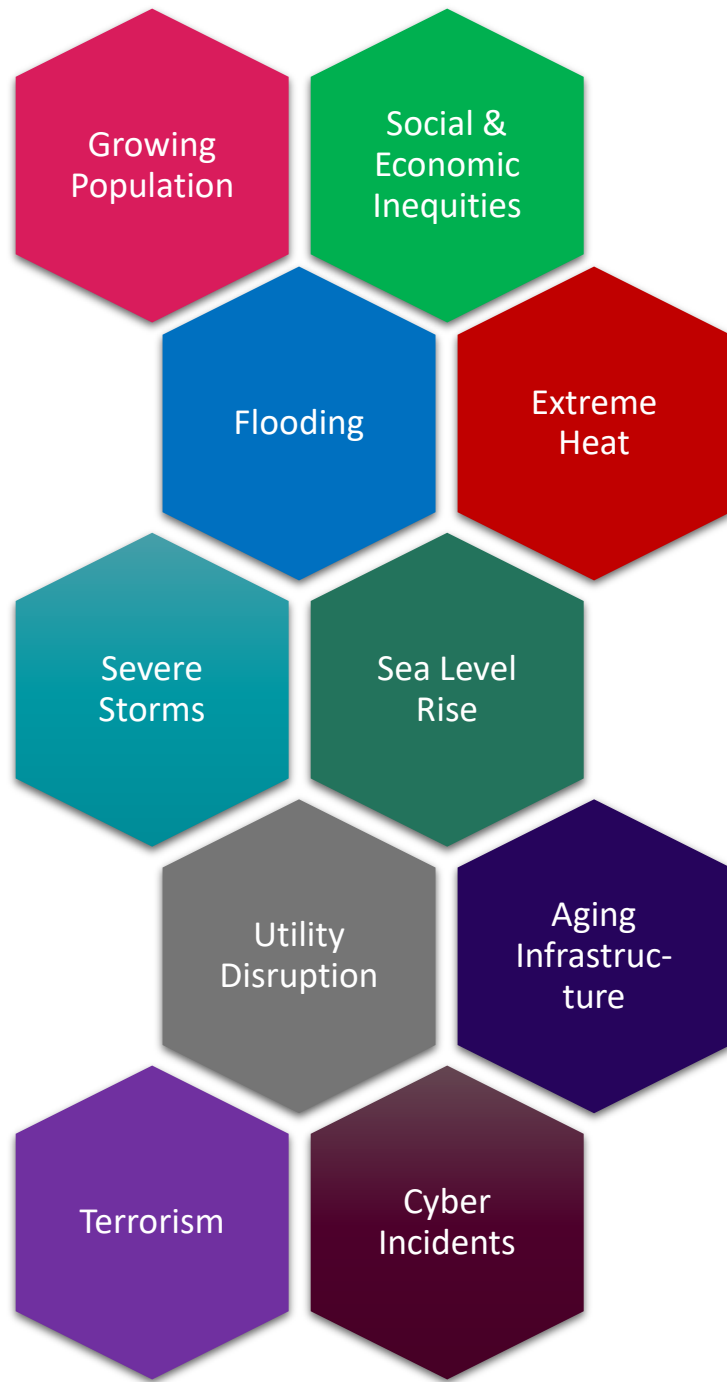 Growing
Population
Social &
Economic
Inequities
Flooding
Extreme
Heat
Severe
Storms
Sea Level
Rise
Utility
Disruption
Aging
Infrastruc-
ture
Terrorism
Cyber
Incidents